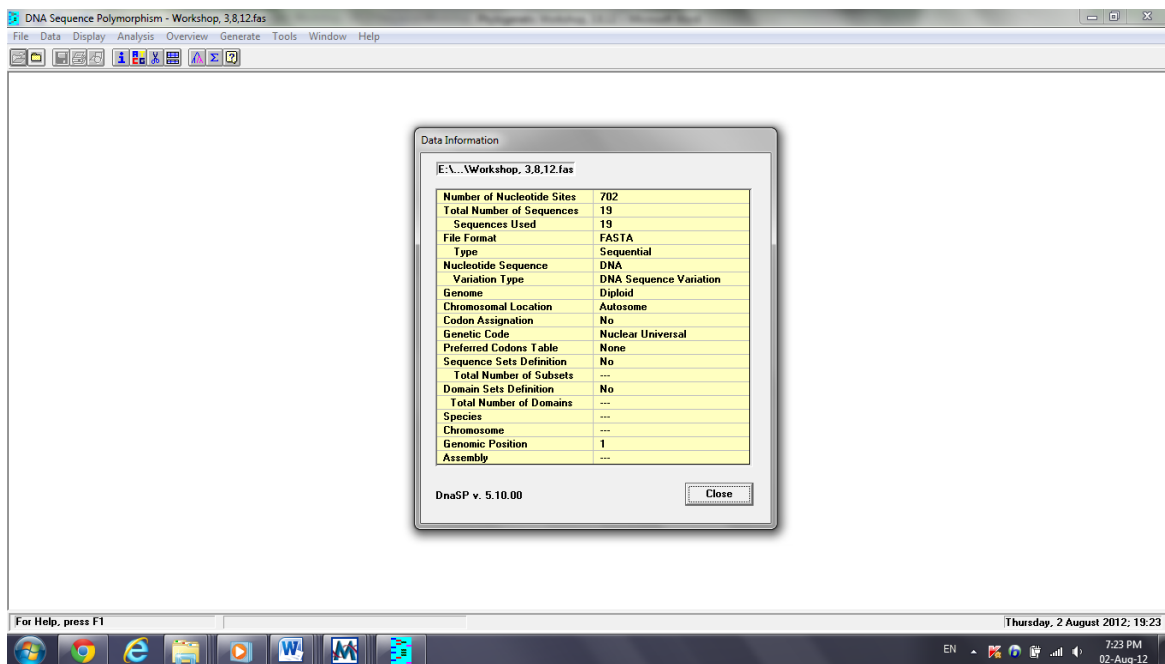 DNA Sequence Polymorphism - Workshop, 3,8,12.fas
File Data Display Analysis Overview Generate Tools Window Help
Data Information
E:\...\Workshop, 3,8,12.fas
Number of Nucleotide Sites 702
Total Number of Sequences 19
Sequences Used 19
File Format FASTA
Type Sequential
Nucleotide Sequence DNA
Variation Type DNA Sequence Variation
Genome Diploid
Chromosomal Location Autosome
Codon Assignation No
Genetic Code Nuclear Universal
Preferred Codons Table None
Sequence Sets Definition No
Total Number of Subsets ---
Domain Sets Definition No
Total Number of Domains ---
Species ---
Chromosome ---
Genomic Position 1
Assembly ---
DnaSP v. 5.10.00 Close
For Help, press F1 Thursday, 2 August 2012; 19:23
EN 7:23 PM
02-Aug-12